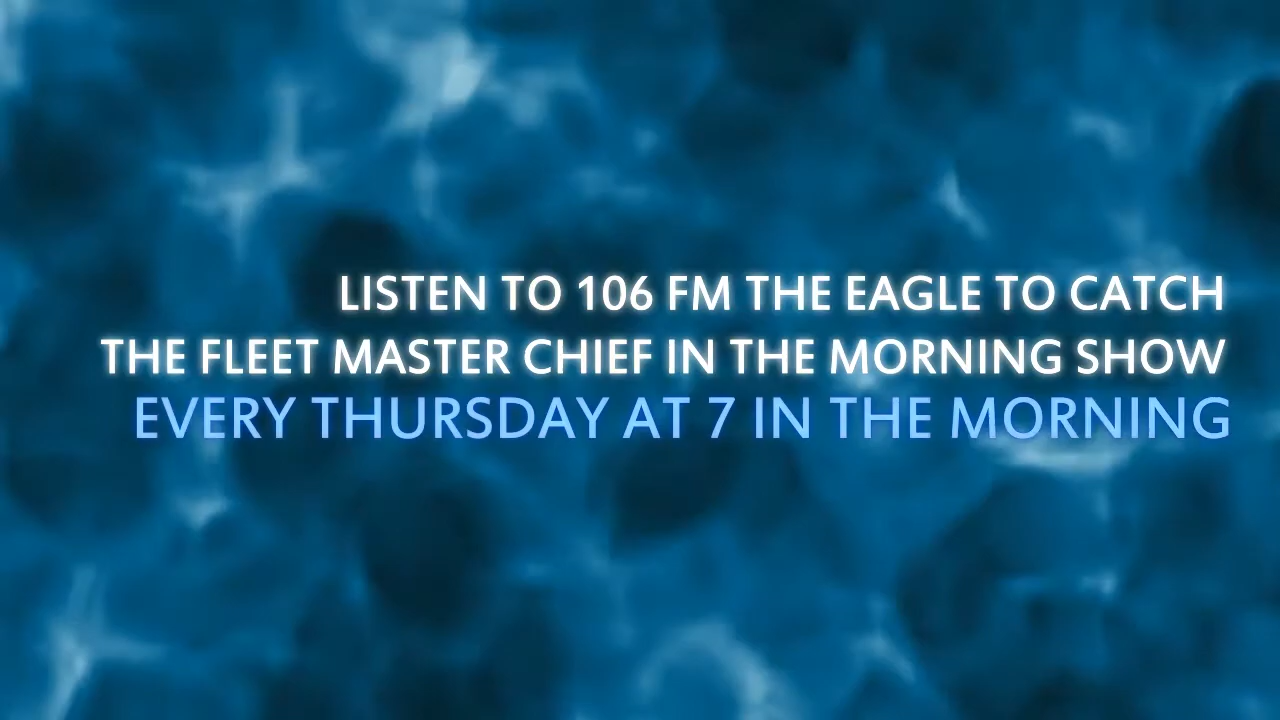 LISTEN TO 106 FM THE EAGLE TO CATCH
THE FLEET MASTER CHIEF IN THE MORNING SHOW
EVERY THURSDAY AT 7 IN THE MORNING